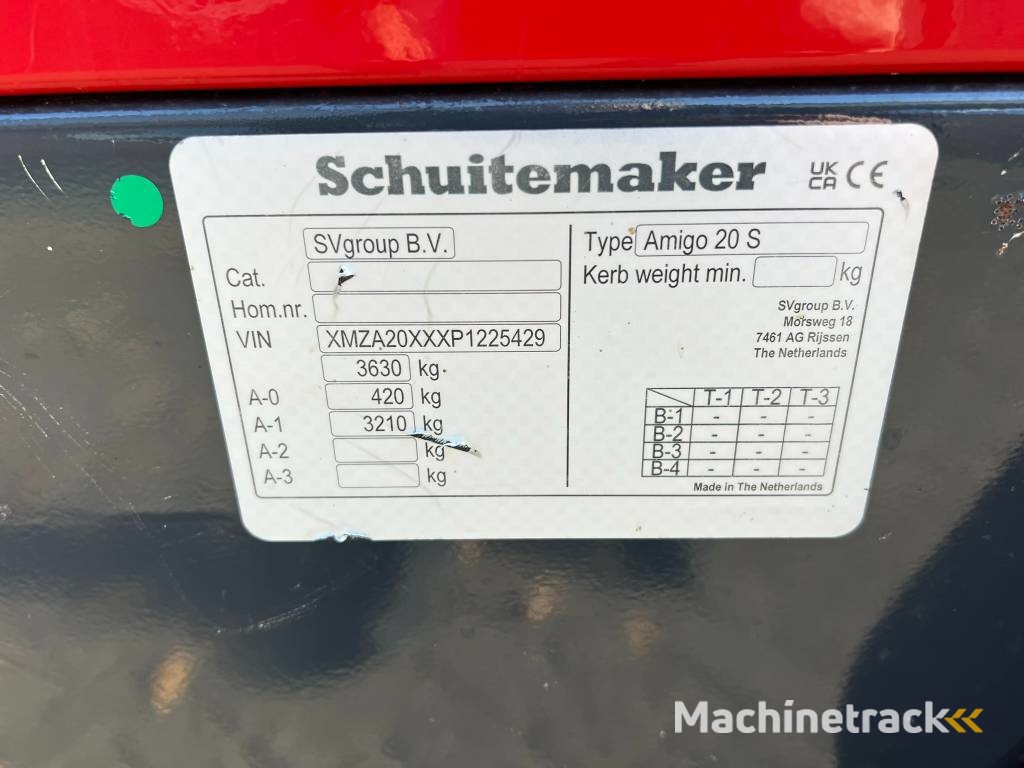 Schuitemaker UK CA CE
SVgroup B.V.
Cat.
Hom.nr.
VIN XMZA20XXXP1225429
3630 kg
A-0 420 kg
A-1 3210 kg
A-2 kg
A-3 kg
Type Amigo 20 S
Kerb weight min. kg
SVgroup B.V.
Morsweg 18
7461 AG Rijssen
The Netherlands
T-1 T-2 T-3
B-1 - - -
B-2 - - -
B-3 - - -
B-4 - - -
Made in The Netherlands
Machinetrack